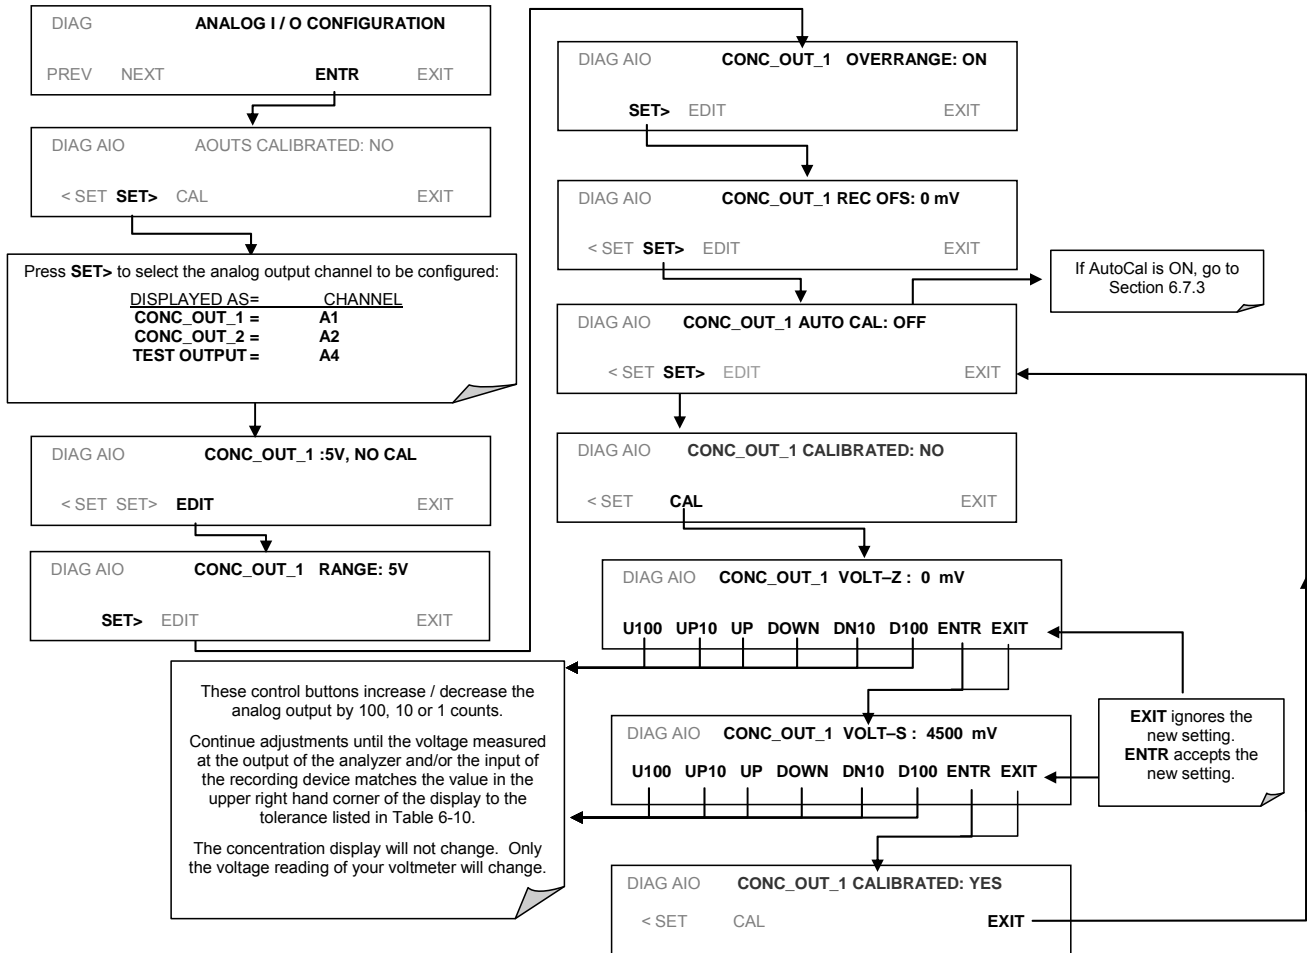 DIAG ANALOG I / O CONFIGURATION
PREV NEXT ENTR EXIT
DIAG AIO AOUTS CALIBRATED: NO
< SET SET> CAL EXIT
Press SET> to select the analog output channel to be configured:
DISPLAYED AS= CHANNEL
CONC_OUT_1 = A1
CONC_OUT_2 = A2
TEST OUTPUT = A4
DIAG AIO CONC_OUT_1 :5V, NO CAL
< SET SET> EDIT EXIT
DIAG AIO CONC_OUT_1 RANGE: 5V
SET> EDIT EXIT
These control buttons increase / decrease the
analog output by 100, 10 or 1 counts.
Continue adjustments until the voltage measured
at the output of the analyzer and/or the input of
the recording device matches the value in the
upper right hand corner of the display to the
tolerance listed in Table 6-10.
The concentration display will not change. Only
the voltage reading of your voltmeter will change.
DIAG AIO CONC_OUT_1 OVERRANGE: ON
SET> EDIT EXIT
DIAG AIO CONC_OUT_1 REC OFS: 0 mV
< SET SET> EDIT EXIT
If AutoCal is ON, go to
Section 6.7.3
DIAG AIO CONC_OUT_1 AUTO CAL: OFF
< SET SET> EDIT EXIT
DIAG AIO CONC_OUT_1 CALIBRATED: NO
< SET CAL EXIT
DIAG AIO CONC_OUT_1 VOLT–Z : 0 mV
U100 UP10 UP DOWN DN10 D100 ENTR EXIT
DIAG AIO CONC_OUT_1 VOLT–S : 4500 mV
U100 UP10 UP DOWN DN10 D100 ENTR EXIT
EXIT ignores the
new setting.
ENTR accepts the
new setting.
DIAG AIO CONC_OUT_1 CALIBRATED: YES
< SET CAL EXIT